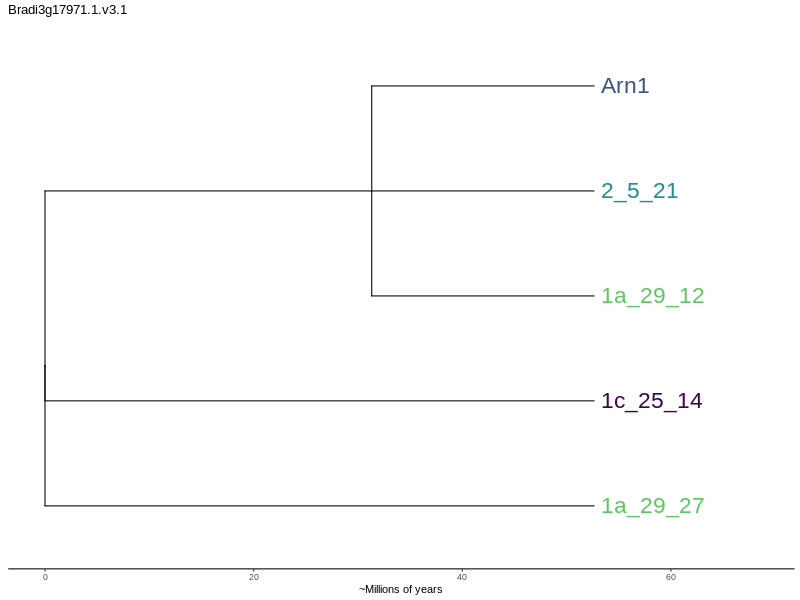 Bradi3g17971.1.v3.1
Arn1
2_5_21
1a_29_12
1c_25_14
1a_29_27
0 20 40 60
~Millions of years